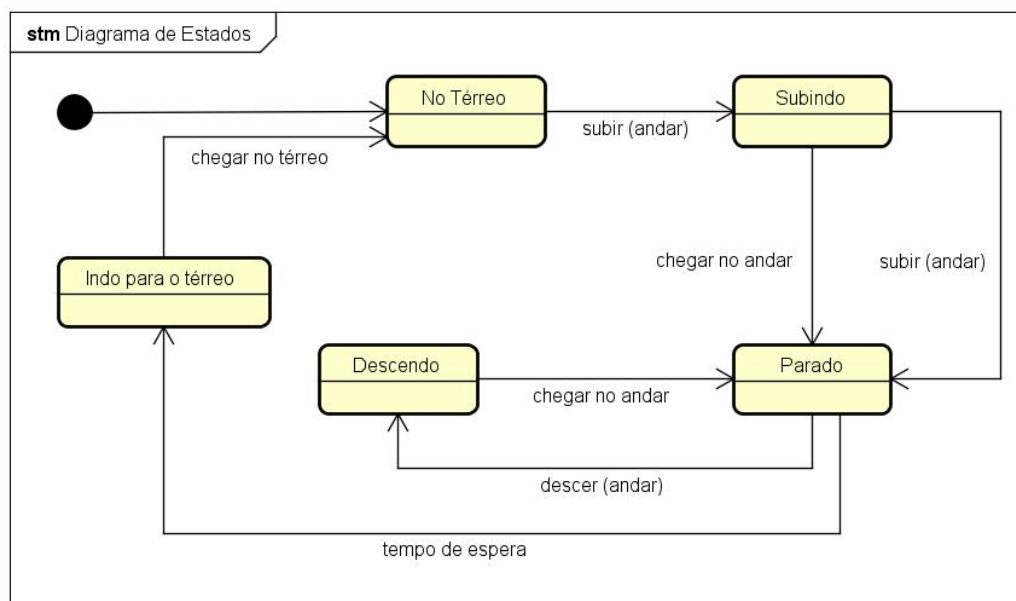 stm Diagrama de Estados
No Térreo
Subindo
subir (andar)
chegar no térreo
chegar no andar
subir (andar)
Indo para o térreo
Descendo
Parado
chegar no andar
descer (andar)
tempo de espera